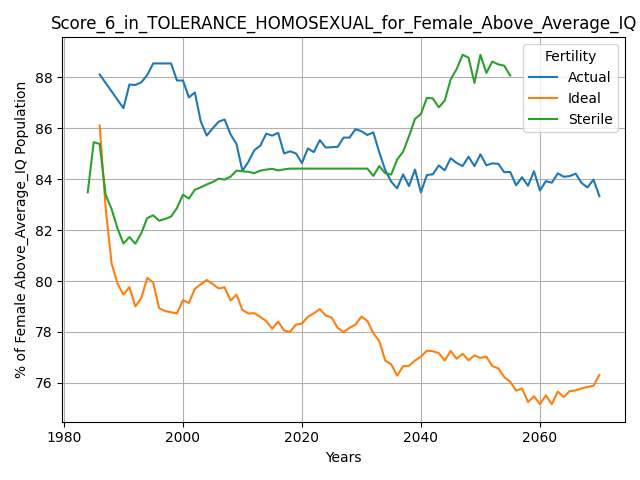 Score_6_in_TOLERANCE_HOMOSEXUAL_for_Female_Above_Average_IQ
% of Female Above_Average_IQ Population
88
86
84
82
80
78
76
Fertility
Actual
Ideal
Sterile
1980 2000 2020 2040 2060
Years